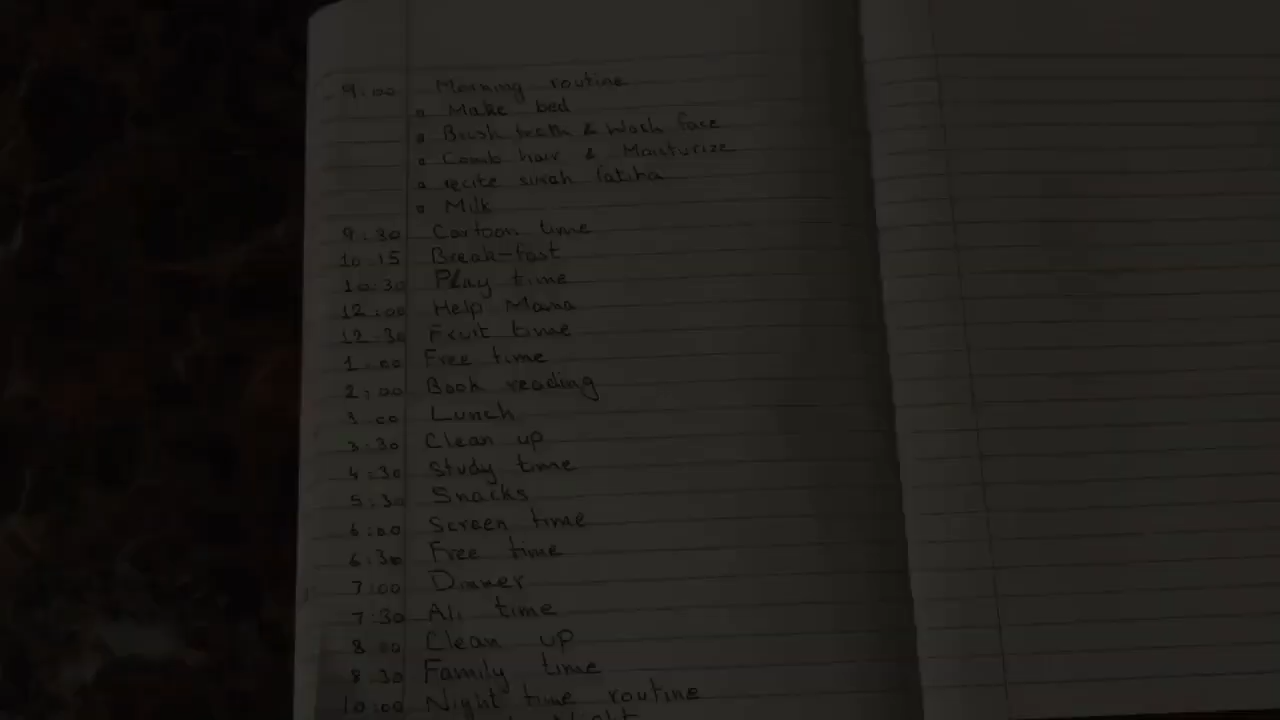 9:00 Morning routine
Make bed
Brush teeth & Wash face
Comb hair & Moisturize
recite surah fatiha
Milk
9:30 Cartoon time
10:15 Break-fast
10:30 Play time
12:00 Help Mama
12:30 Fruit time
1:00 Free time
2:00 Book reading
3:00 Lunch
3:30 Clean up
4:30 Study time
5:30 Snacks
6:00 Screen time
6:30 Free time
7:00 Dinner
7:30 Ali time
8:00 Clean up
8:30 Family time
10:00 Night time routine